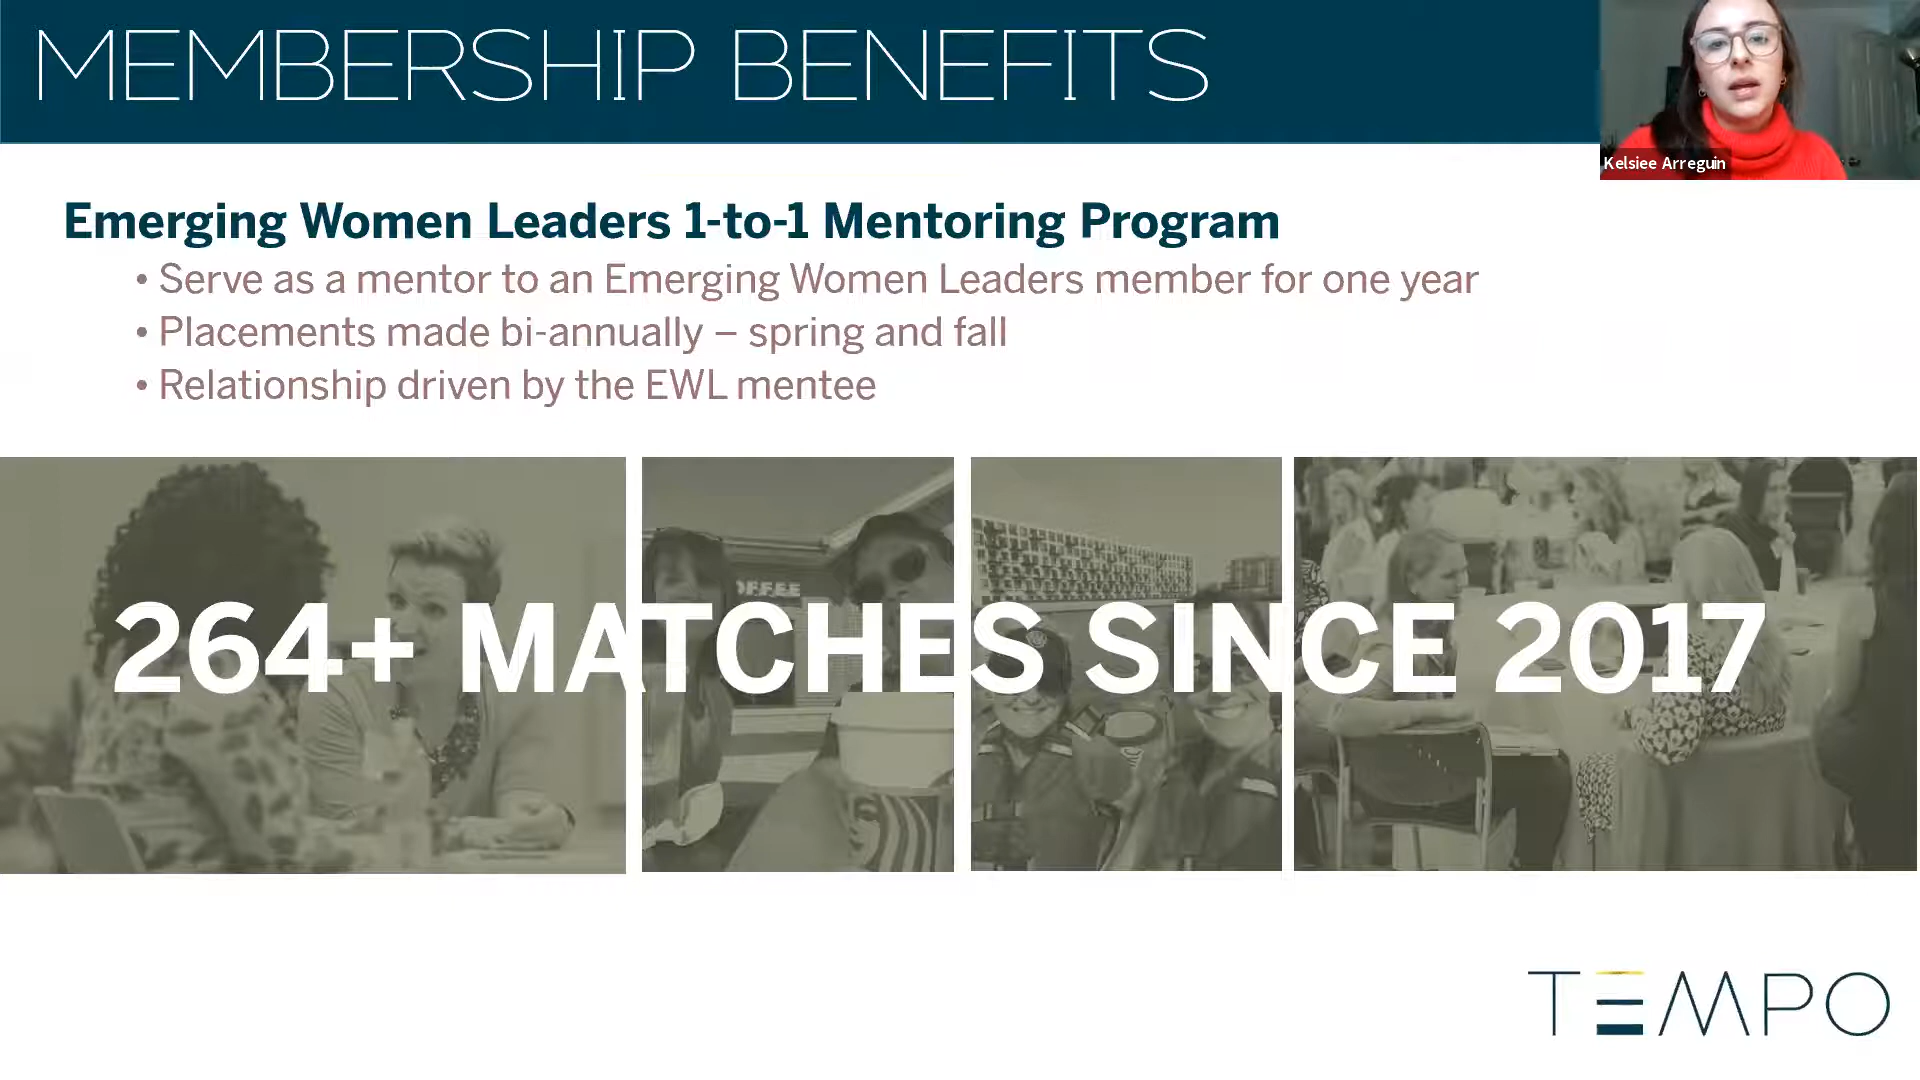 MEMBERSHIP BENEFITS
Kelsiee Arreguin
Emerging Women Leaders 1-to-1 Mentoring Program
• Serve as a mentor to an Emerging Women Leaders member for one year
• Placements made bi-annually – spring and fall
• Relationship driven by the EWL mentee
OFFEE
264+ MATCHES SINCE 2017
TEMPO